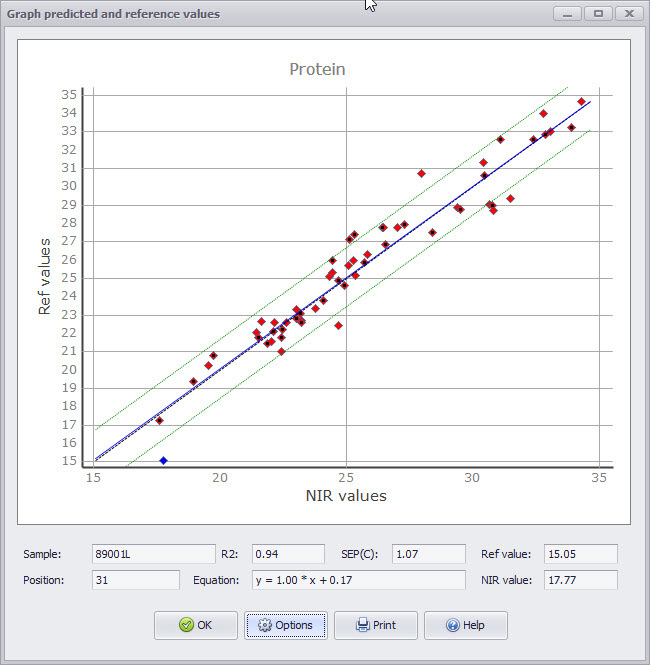 Graph predicted and reference values
Protein
35
34
33
32
31
30
29
28
27
26
25
24
23
22
21
20
19
18
17
16
15
Ref values
15 20 25 30 35
NIR values
Sample: 89001L R2: 0.94 SEP(C): 1.07 Ref value: 15.05
Position: 31 Equation: y = 1.00 * x + 0.17 NIR value: 17.77
OK Options Print Help